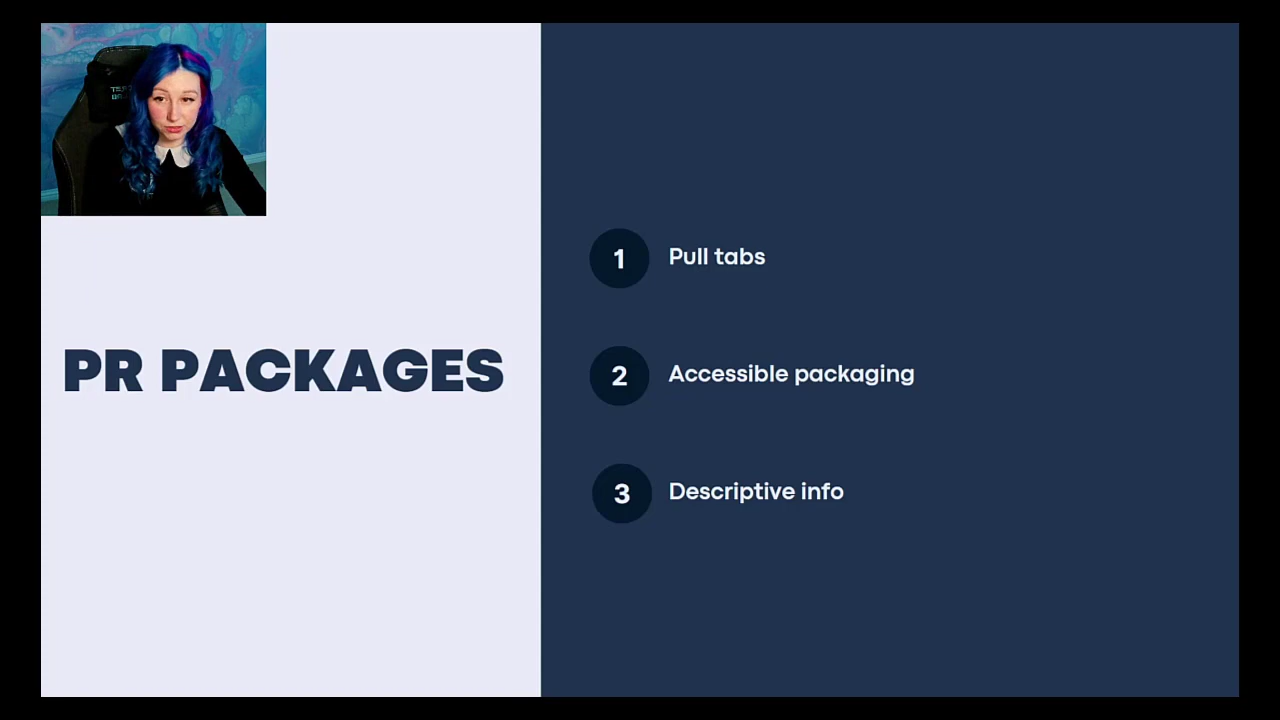 PR PACKAGES
1 Pull tabs
2 Accessible packaging
3 Descriptive info